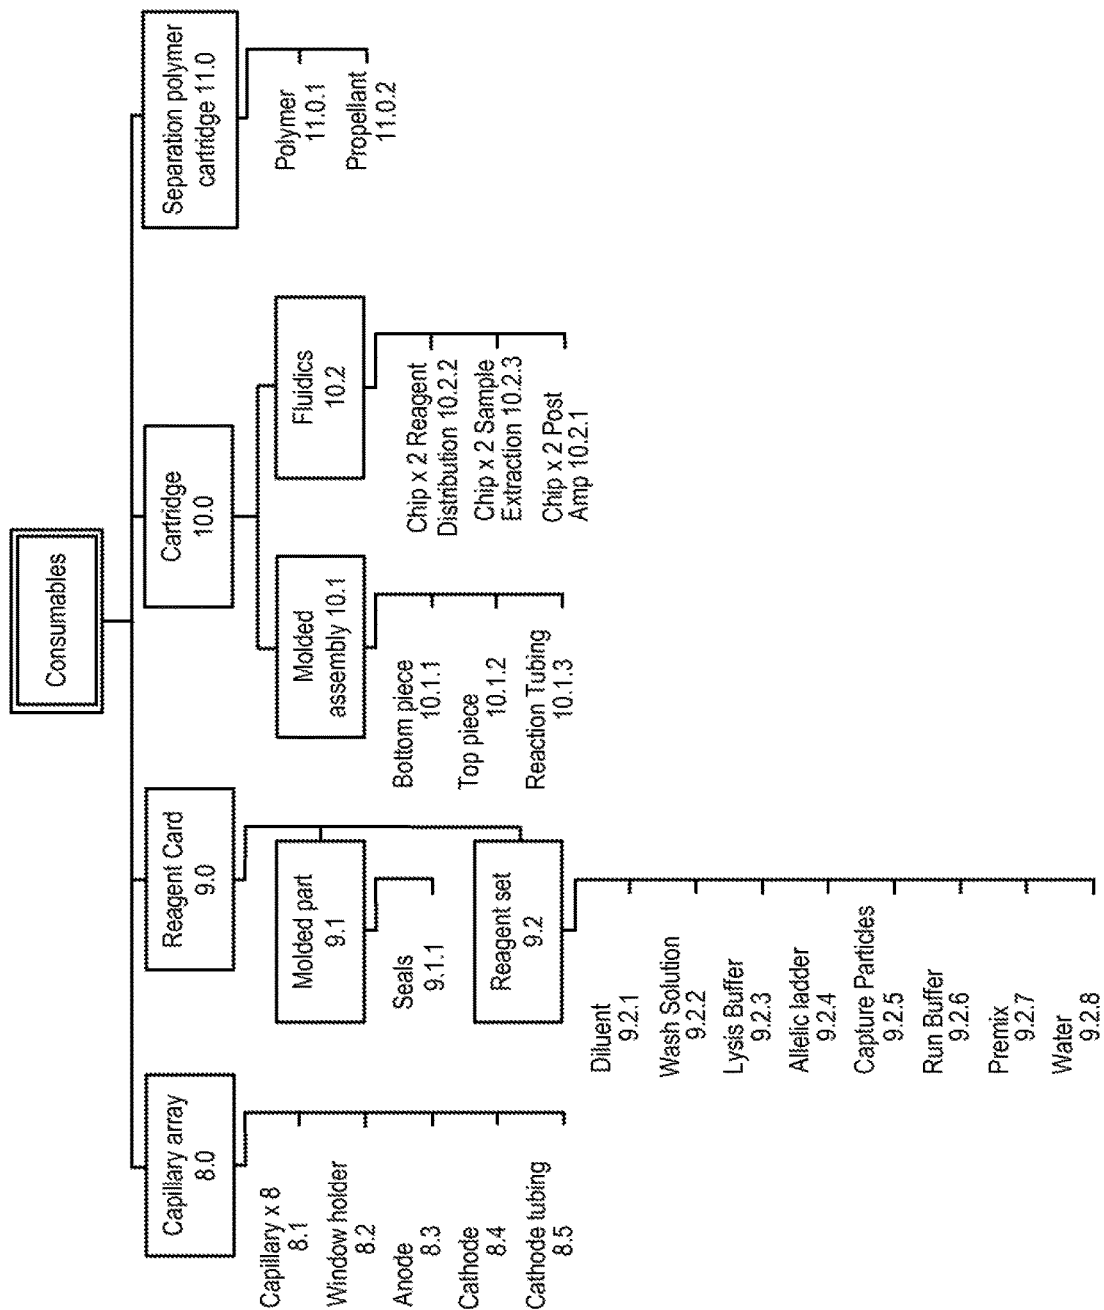 Consumables
Capillary array
8.0
Capillary x 8
8.1
Window holder
8.2
Anode
8.3
Cathode
8.4
Cathode tubing
8.5
Reagent Card
9.0
Molded part
9.1
Seals
9.1.1
Reagent set
9.2
Diluent
9.2.1
Wash Solution
9.2.2
Lysis Buffer
9.2.3
Allelic ladder
9.2.4
Capture Particles
9.2.5
Run Buffer
9.2.6
Premix
9.2.7
Water
9.2.8
Cartridge
10.0
Molded
assembly 10.1
Bottom piece
10.1.1
Top piece
10.1.2
Reaction Tubing
10.1.3
Fluidics
10.2
Chip x 2 Reagent
Distribution 10.2.2
Chip x 2 Sample
Extraction 10.2.3
Chip x 2 Post
Amp 10.2.1
Separation polymer
cartridge 11.0
Polymer
11.0.1
Propellant
11.0.2